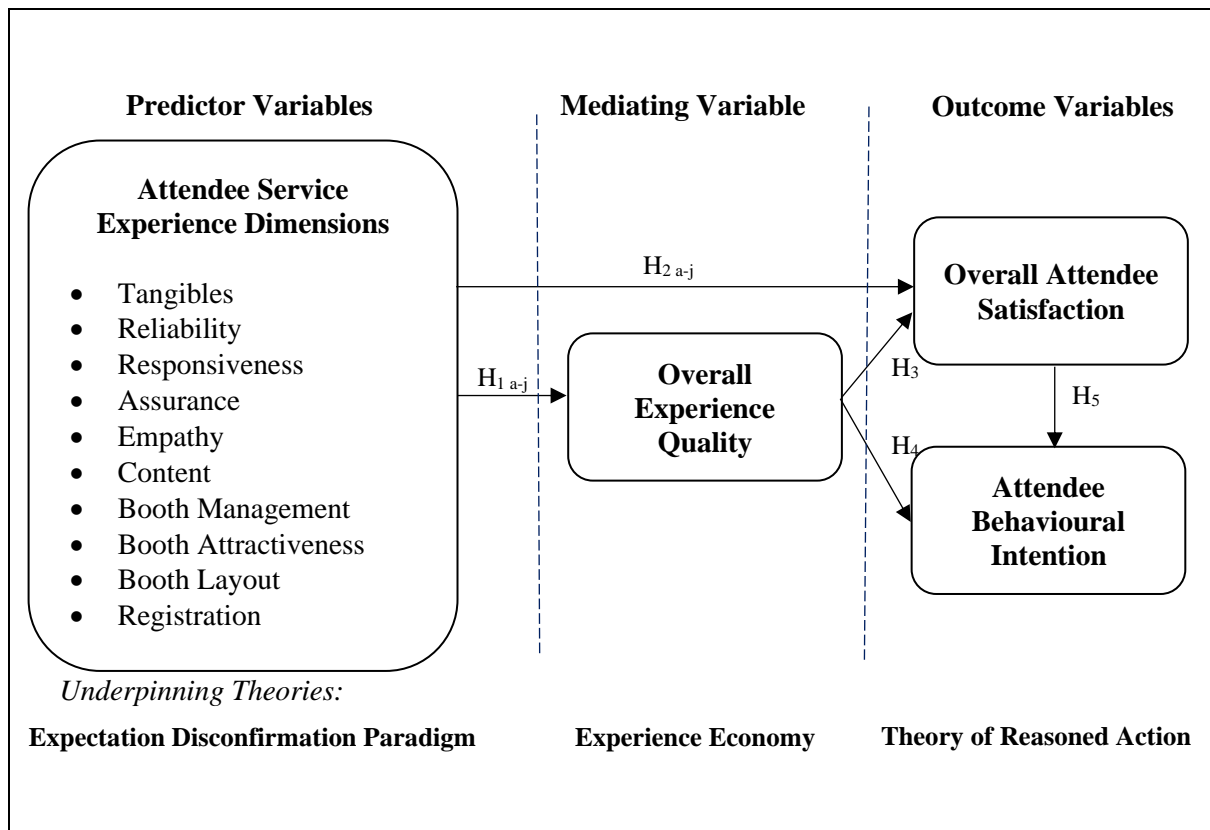 Predictor Variables
Mediating Variable
Outcome Variables
Attendee Service
Experience Dimensions
• Tangibles
• Reliability
• Responsiveness
• Assurance
• Empathy
• Content
• Booth Management
• Booth Attractiveness
• Booth Layout
• Registration
H2 a-j
H1 a-j
Overall
Experience
Quality
H3
H4
Overall Attendee
Satisfaction
H5
Attendee
Behavioural
Intention
Underpinning Theories:
Expectation Disconfirmation Paradigm
Experience Economy
Theory of Reasoned Action